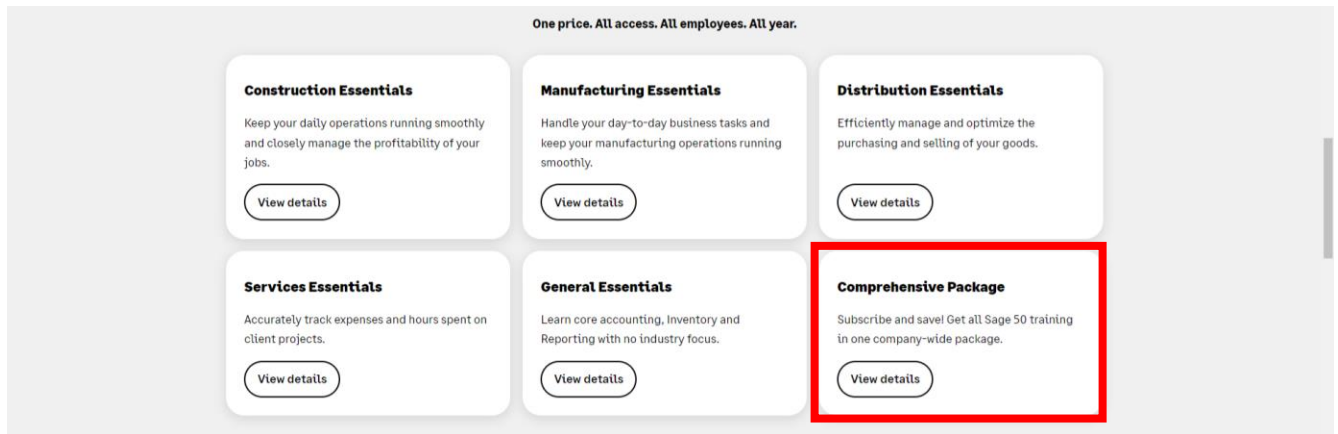 One price. All access. All employees. All year.
Construction Essentials
Keep your daily operations running smoothly
and closely manage the profitability of your
jobs.
View details
Manufacturing Essentials
Handle your day-to-day business tasks and
keep your manufacturing operations running
smoothly.
View details
Distribution Essentials
Efficiently manage and optimize the
purchasing and selling of your goods.
View details
Services Essentials
Accurately track expenses and hours spent on
client projects.
View details
General Essentials
Learn core accounting, Inventory and
Reporting with no industry focus.
View details
Comprehensive Package
Subscribe and save! Get all Sage 50 training
in one company-wide package.
View details